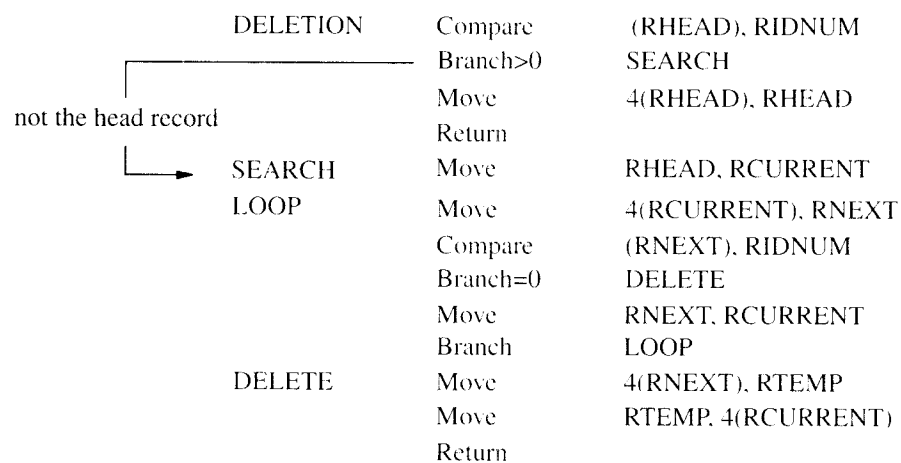 DELETION Compare (RHEAD), RIDNUM
Branch>0 SEARCH
Move 4(RHEAD), RHEAD
not the head record
Return
SEARCH Move RHEAD, RCURRENT
LOOP Move 4(RCURRENT), RNEXT
Compare (RNEXT), RIDNUM
Branch=0 DELETE
Move RNEXT, RCURRENT
Branch LOOP
DELETE Move 4(RNEXT), RTEMP
Move RTEMP, 4(RCURRENT)
Return